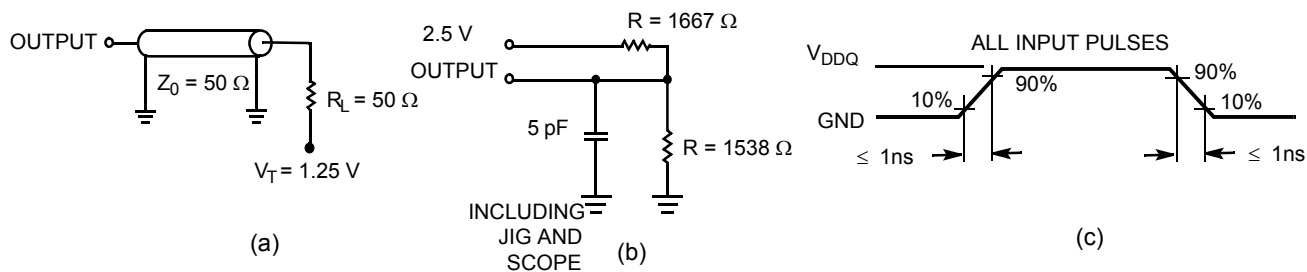 OUTPUT
Z0 = 50 Ω
RL = 50 Ω
VT = 1.25 V
(a)
R = 1667 Ω
2.5 V
OUTPUT
5 pF
R = 1538 Ω
INCLUDING
JIG AND
SCOPE
(b)
ALL INPUT PULSES
VDDQ
GND
10%
90%
90%
10%
≤ 1ns
≤ 1ns
(c)